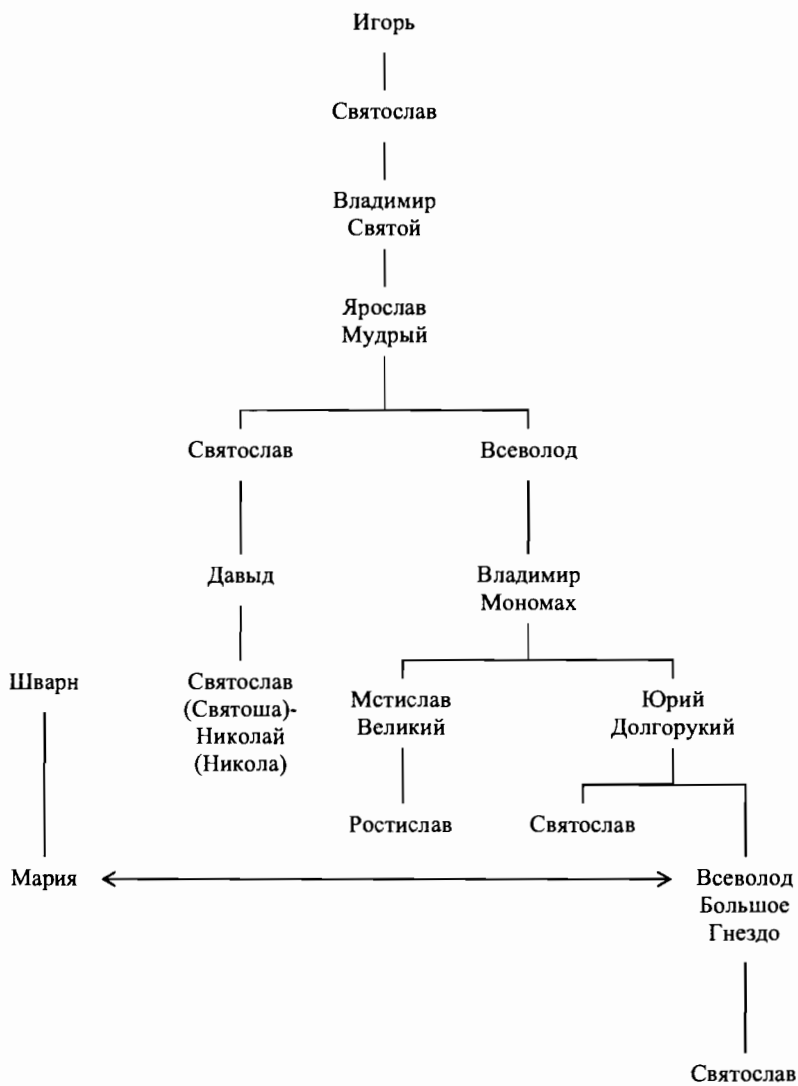 Игорь
Святослав
Владимир
Святой
Ярослав
Мудрый
Святослав
Всеволод
Давыд
Владимир
Мономах
Шварн
Святослав
(Святоша)-
Николай
(Никола)
Мстислав
Великий
Юрий
Долгорукий
Ростислав
Святослав
Мария
Всеволод
Большое
Гнездо
Святослав